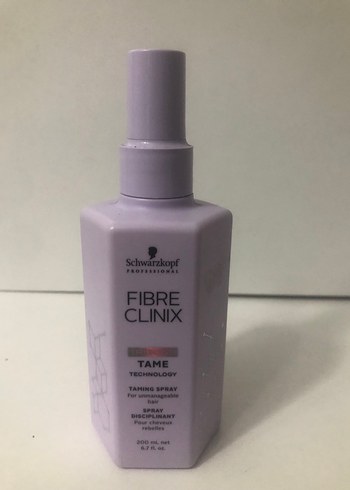 Schwarzkopf
PROFESSIONAL
FIBRE
CLINIX
TAME
TECHNOLOGY
TAMING SPRAY
For unmanageable
hair
SPRAY
DISCIPLINANT
Pour cheveux
rebelles
200 mL net
6.7 fl. oz